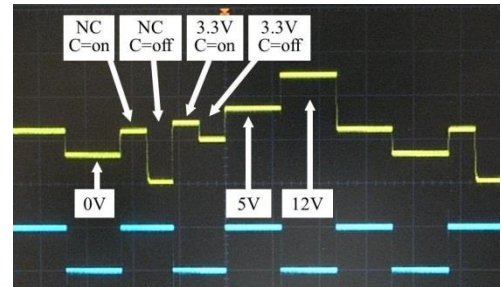 NC
C=on
NC
C=off
3.3V
C=on
3.3V
C=off
0V
5V
12V